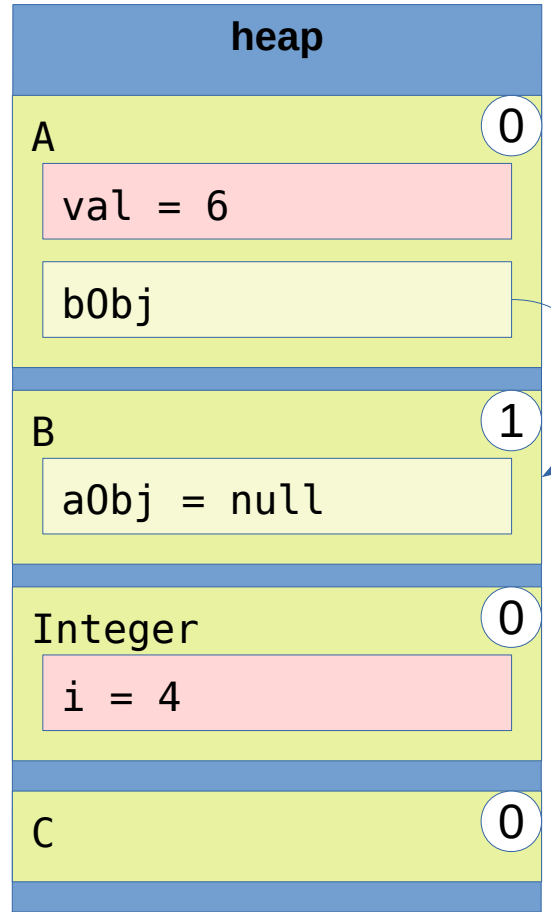 heap
A
0
val = 6
bObj
B
1
aObj = null
Integer
0
i = 4
C
0